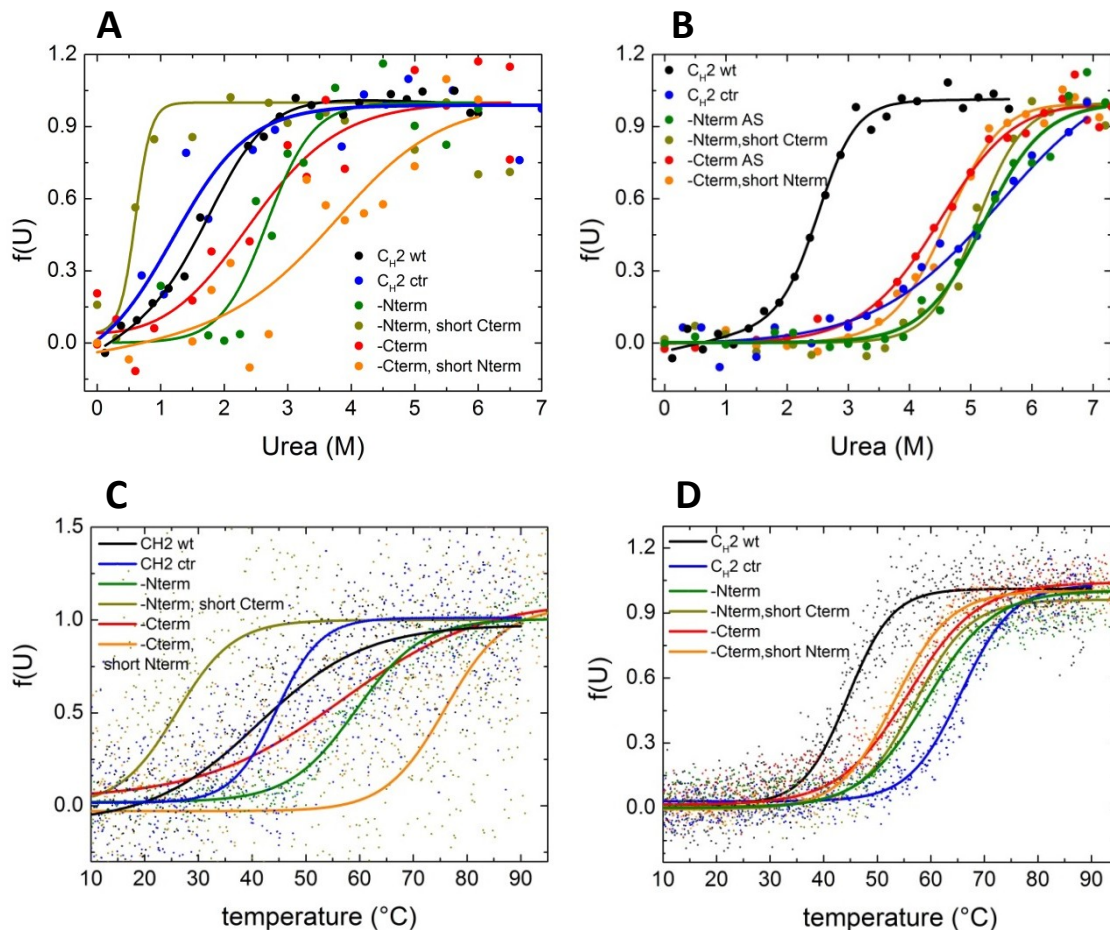 A
1.2
0.9
0.6
0.3
0.0
f(U)
C_H2 wt
C_H2 ctr
-Nterm
-Nterm, short Cterm
-Cterm
-Cterm, short Nterm
0 1 2 3 4 5 6 7
Urea (M)
B
1.2
0.9
0.6
0.3
0.0
f(U)
C_H2 wt
C_H2 ctr
-Nterm AS
-Nterm,short Cterm
-Cterm AS
-Cterm,short Nterm
0 1 2 3 4 5 6 7
Urea (M)
C
1.5
1.0
0.5
0.0
f(U)
CH2 wt
CH2 ctr
-Nterm
-Nterm, short Cterm
-Cterm
-Cterm,
short Nterm
10 20 30 40 50 60 70 80 90
temperature (°C)
D
1.2
0.9
0.6
0.3
0.0
f(U)
C_H2 wt
C_H2 ctr
-Nterm
-Nterm,short Cterm
-Cterm
-Cterm,short Nterm
10 20 30 40 50 60 70 80 90
temperature (°C)